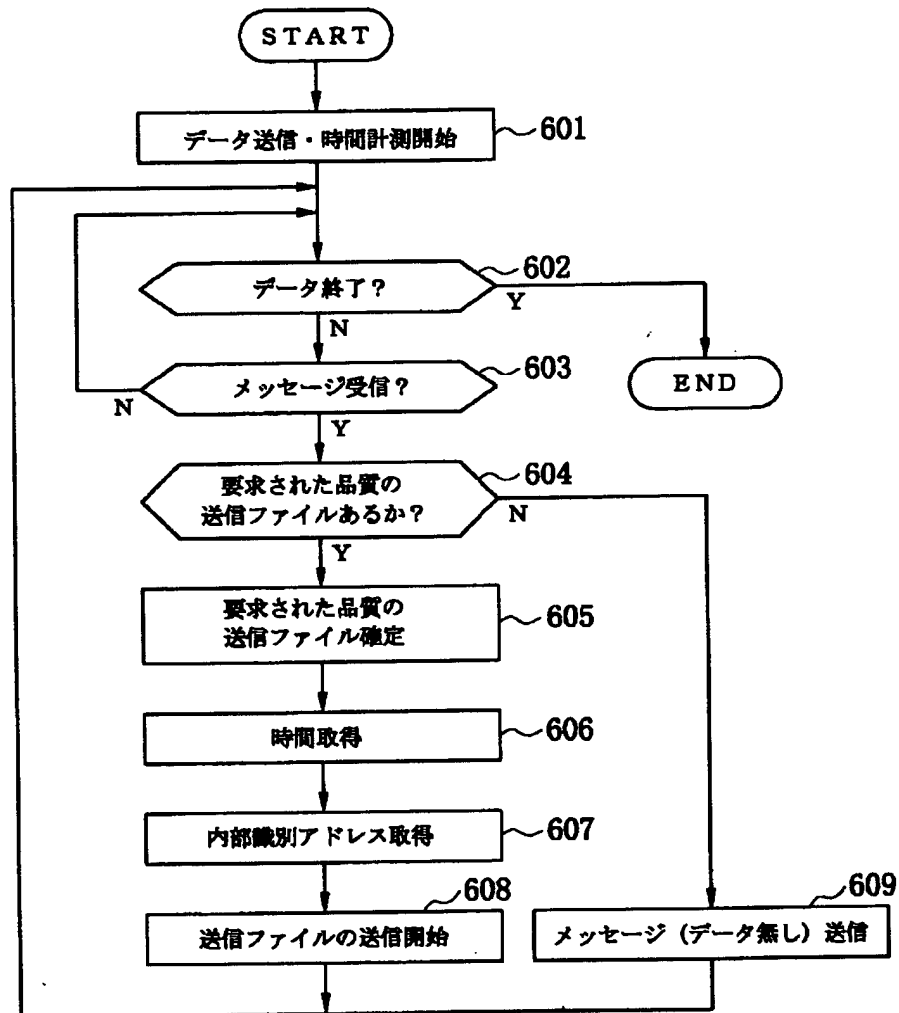 START
データ送信・時間計測開始
601
データ終了?
602
Y
N
メッセージ受信?
603
END
N
Y
要求された品質の
送信ファイルあるか?
604
N
Y
要求された品質の
送信ファイル確定
605
時間取得
606
内部識別アドレス取得
607
送信ファイルの送信開始
608
メッセージ(データ無し)送信
609